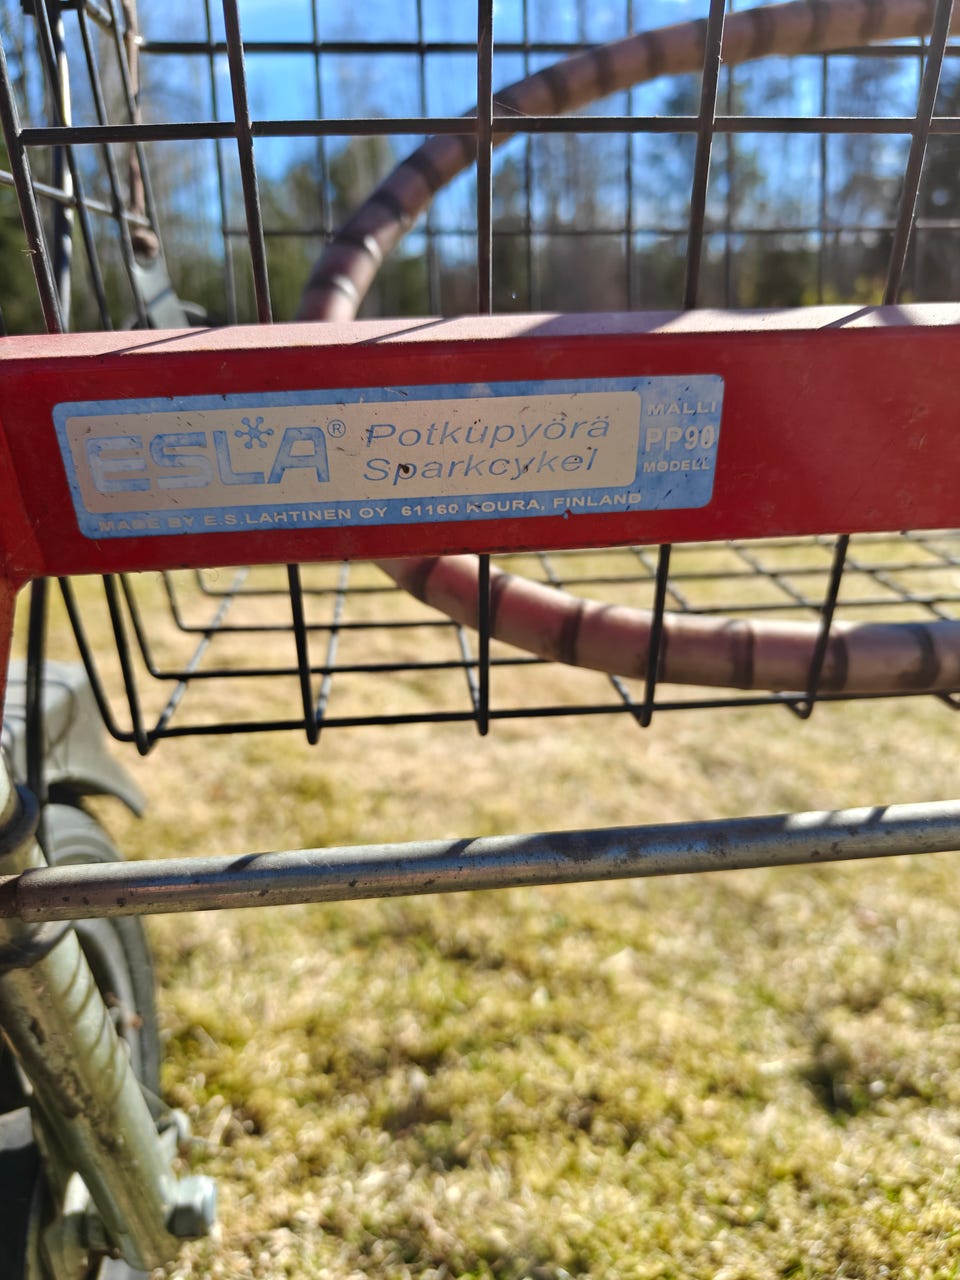 ESLA® Potkupyörä
Sparkcykel
MALLI
PP90
MODELL
MADE BY E.S.LAHTINEN OY 61160 KOURA, FINLAND